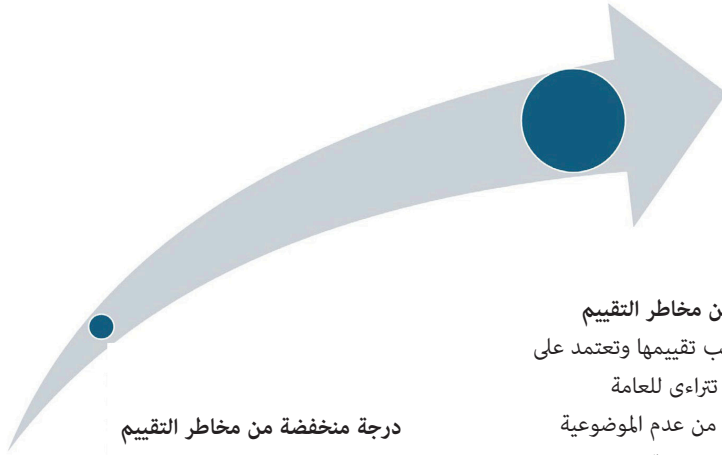 ن مخاطر التقييم
ب تقييمها وتعتمد على
تتراءى للعامة
من عدم الموضوعية
درجة منخفضة من مخاطر التقييم